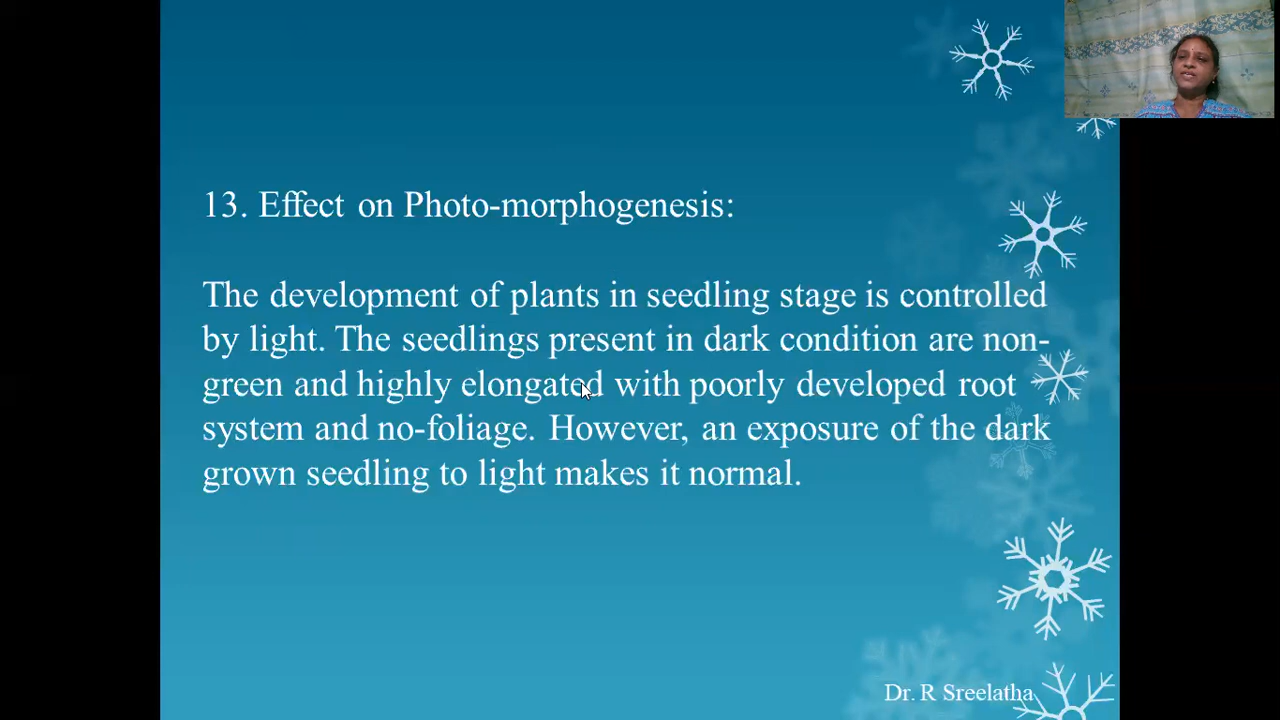 13. Effect on Photo-morphogenesis:
The development of plants in seedling stage is controlled
by light. The seedlings present in dark condition are non-
green and highly elongated with poorly developed root
system and no-foliage. However, an exposure of the dark
grown seedling to light makes it normal.
Dr. R Sreelatha